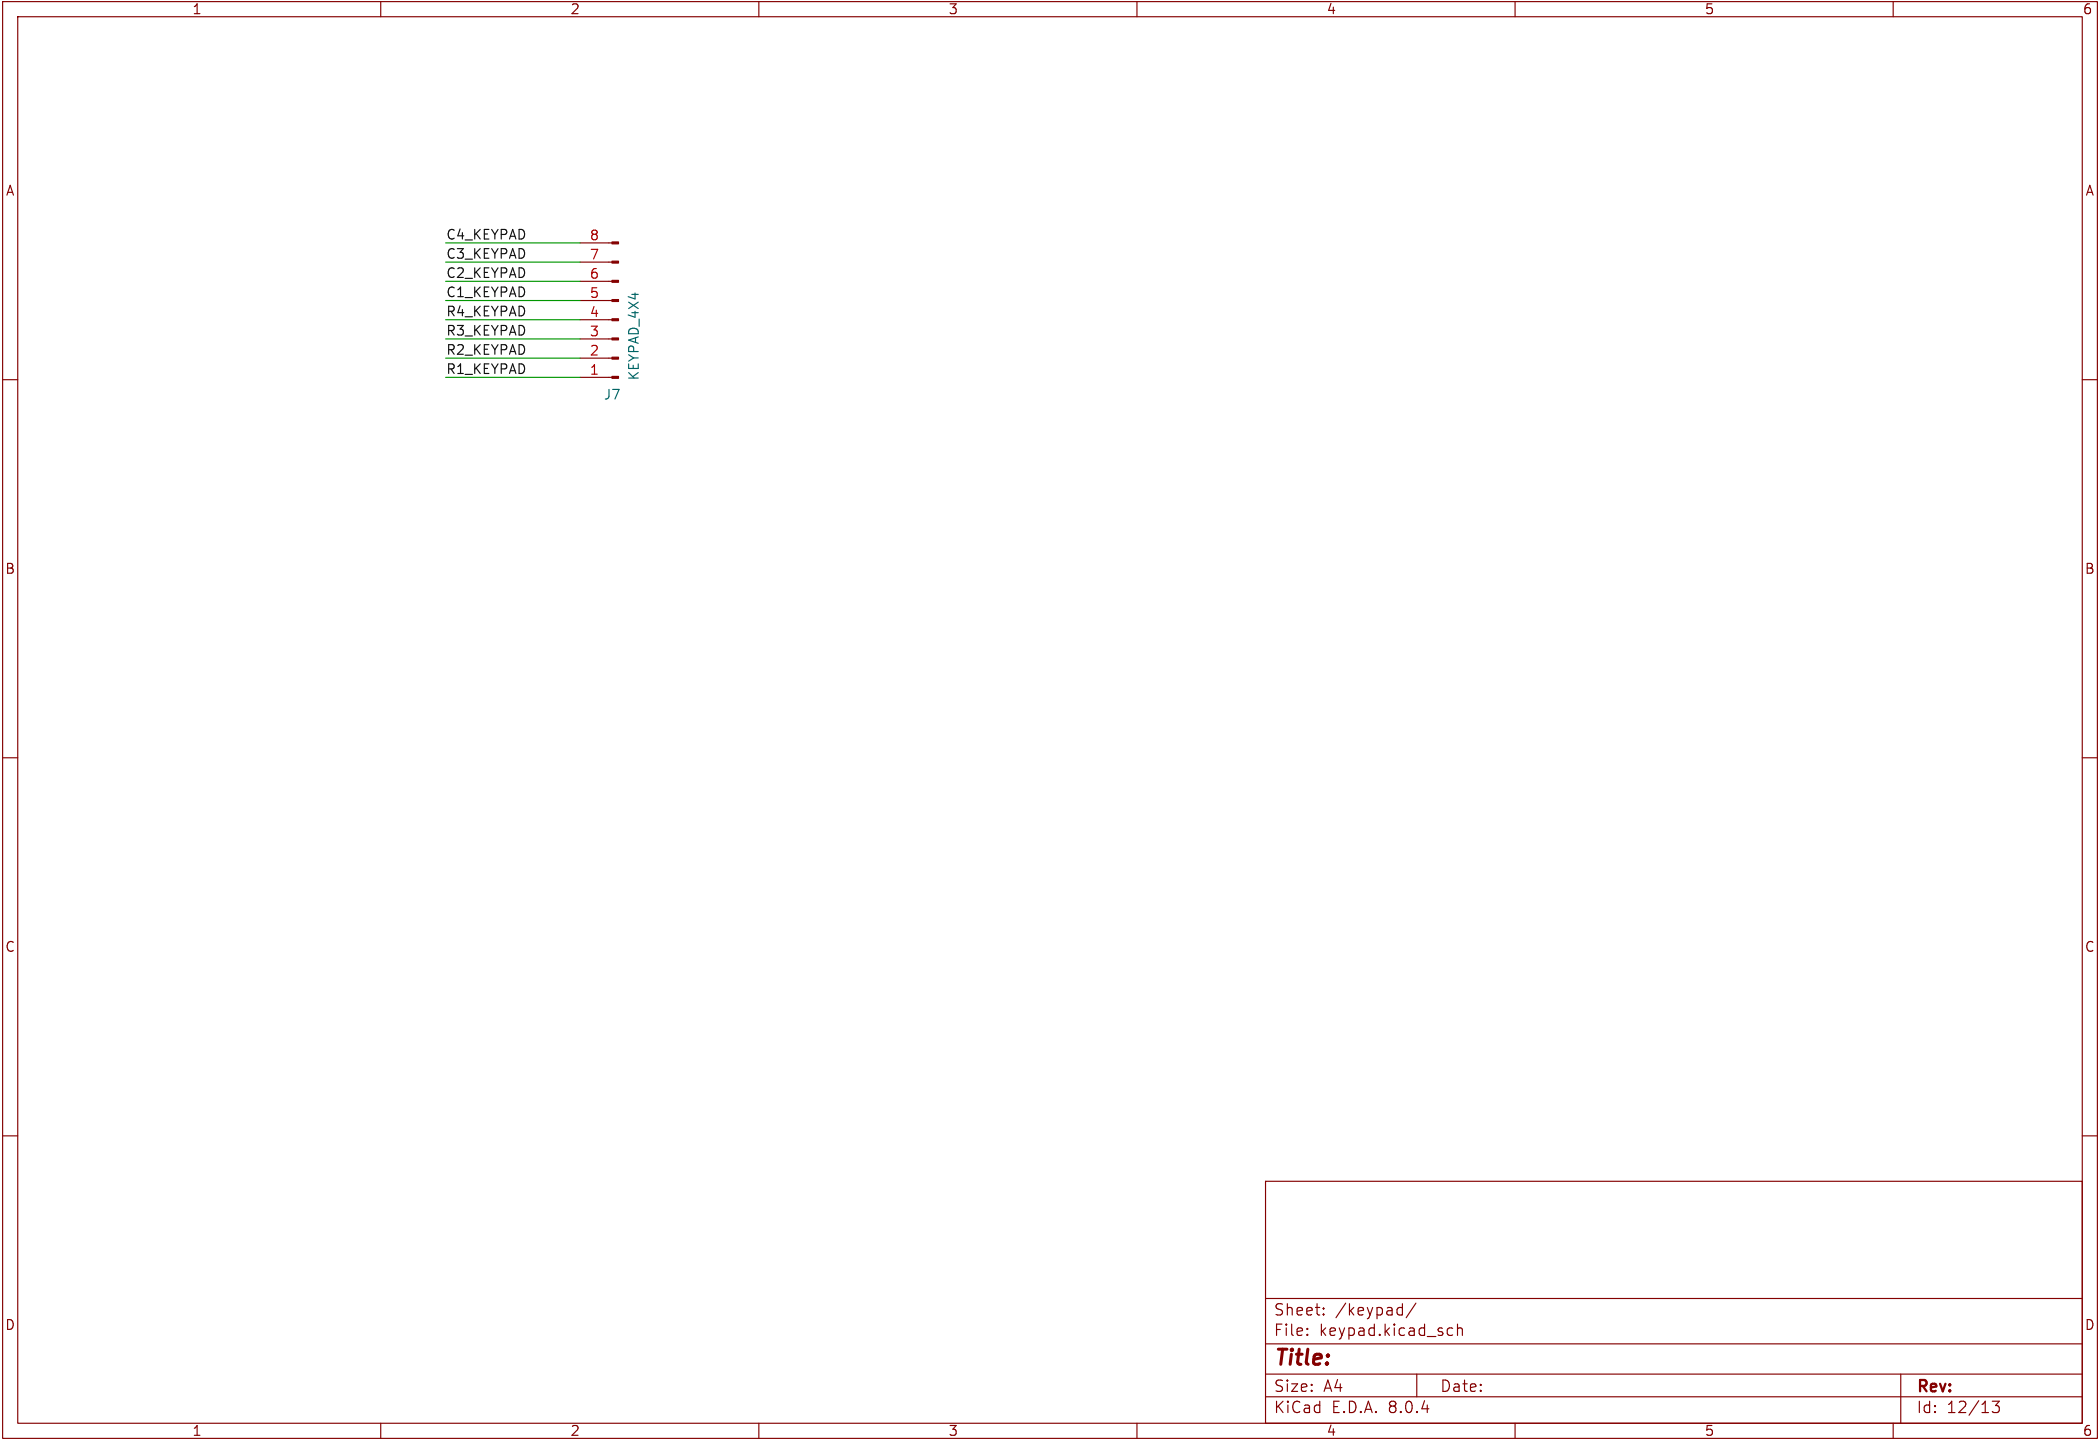 1 2 3 4 5 6
A A
C4_KEYPAD 8
C3_KEYPAD 7
C2_KEYPAD 6
C1_KEYPAD 5
R4_KEYPAD 4
R3_KEYPAD 3
R2_KEYPAD 2
R1_KEYPAD 1
KEYPAD_4X4
J7
B B
C C
D D
Sheet: /keypad/
File: keypad.kicad_sch
Title:
Size: A4 Date: Rev:
KiCad E.D.A. 8.0.4 Id: 12/13
1 2 3 4 5 6